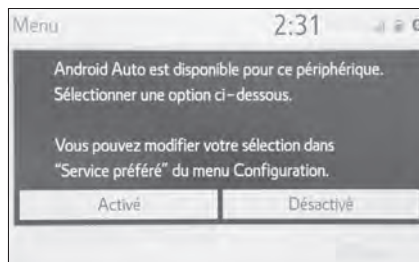 Menu 2:31
Android Auto est disponible pour ce périphérique.
Sélectionner une option ci-dessous.
Vous pouvez modifier votre sélection dans
“Service préféré” du menu Configuration.
Activé Désactivé